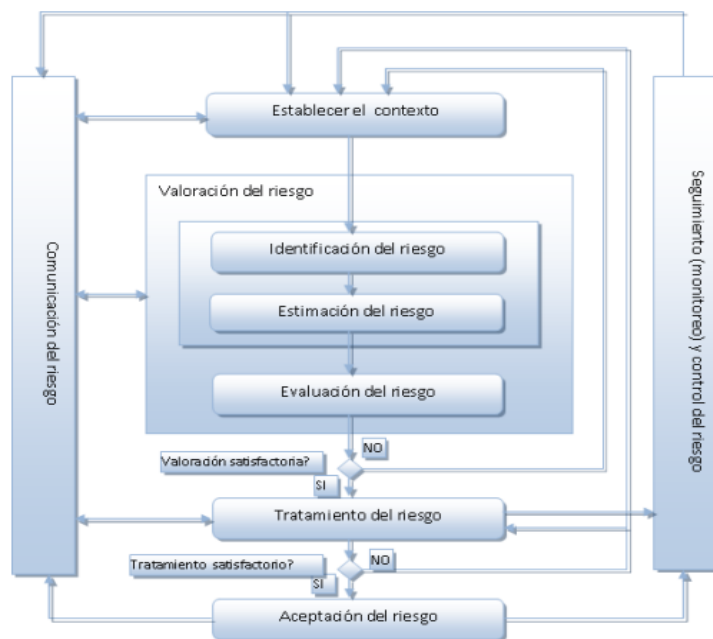 Establecer el contexto
Valoración del riesgo
Identificación del riesgo
Estimación del riesgo
Evaluación del riesgo
NO
Valoración satisfactoria?
SI
Tratamiento del riesgo
Tratamiento satisfactorio?
NO
SI
Aceptación del riesgo
Comunicación del riesgo
Seguimiento (monitoreo) y control del riesgo